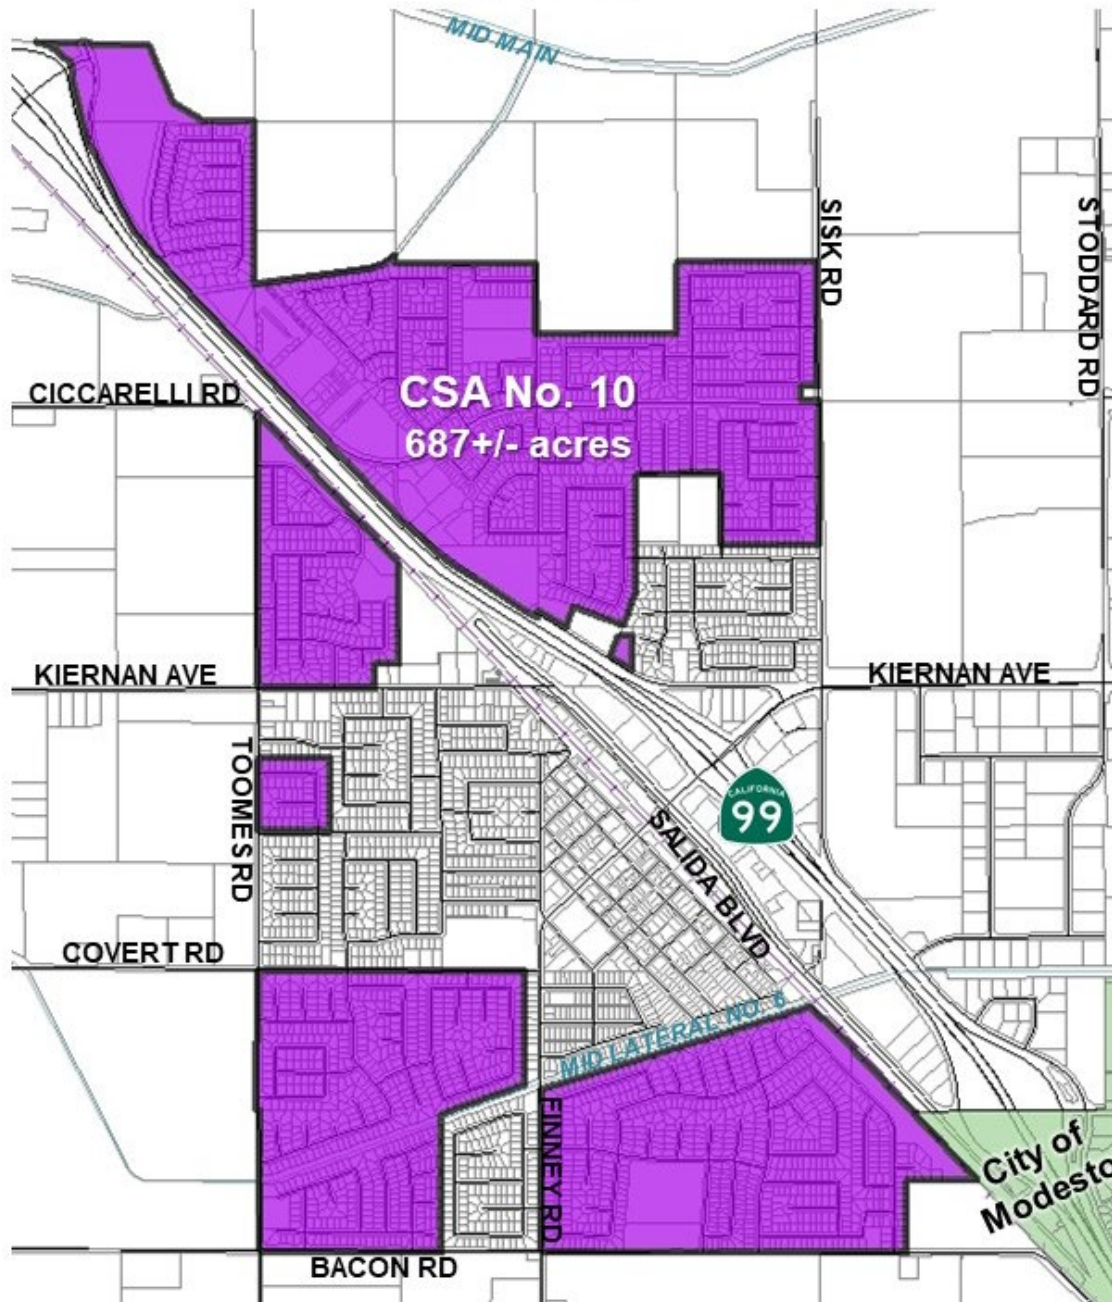 MID MAIN
SISK RD
STODDARD RD
CICCARELLI RD
CSA No. 10
687+/- acres
KIERNAN AVE
KIERNAN AVE
TOOMES RD
CALIFORNIA
99
SALIDA BLVD
COVERT RD
MID LATERAL NO. 6
FINNEY RD
City of
Modesto
BACON RD